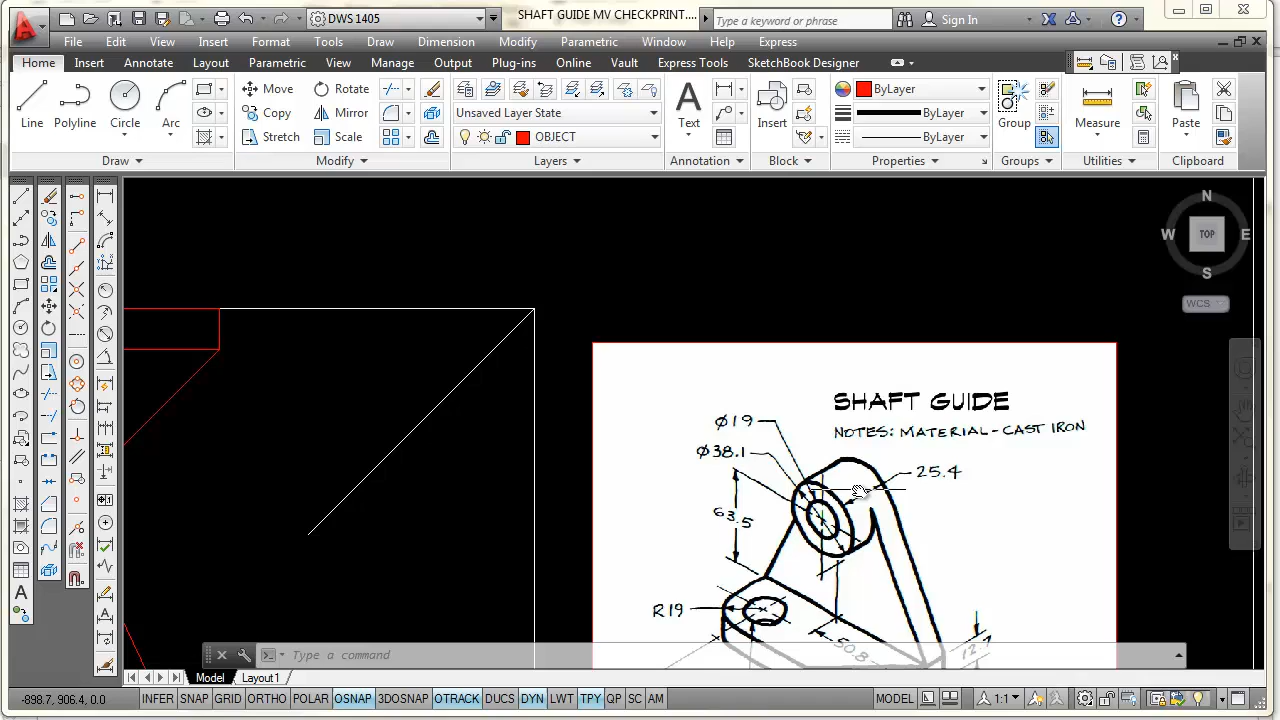 DWS 1405
SHAFT GUIDE MV CHECKPRINT....
Type a keyword or phrase
Sign In
File Edit View Insert Format Tools Draw Dimension Modify Parametric Window Help Express
Home Insert Annotate Layout Parametric View Manage Output Plug-ins Online Vault Express Tools SketchBook Designer
Line Polyline Circle Arc
Move Rotate
Copy Mirror
Stretch Scale
Unsaved Layer State
OBJECT
Text
Insert
ByLayer
ByLayer
ByLayer
Group
Measure
Paste
Draw Modify Layers Annotation Block Properties Groups Utilities Clipboard
N
W TOP E
S
WCS
SHAFT GUIDE
NOTES: MATERIAL-CAST IRON
Ø19
Ø38.1
25.4
63.5
R19
50.8
12.7
Type a command
Model Layout1
-898.7, 906.4, 0.0
INFER SNAP GRID ORTHO POLAR OSNAP 3DOSNAP OTRACK DUCS DYN LWT TPY QP SC AM
MODEL
1:1
A
A